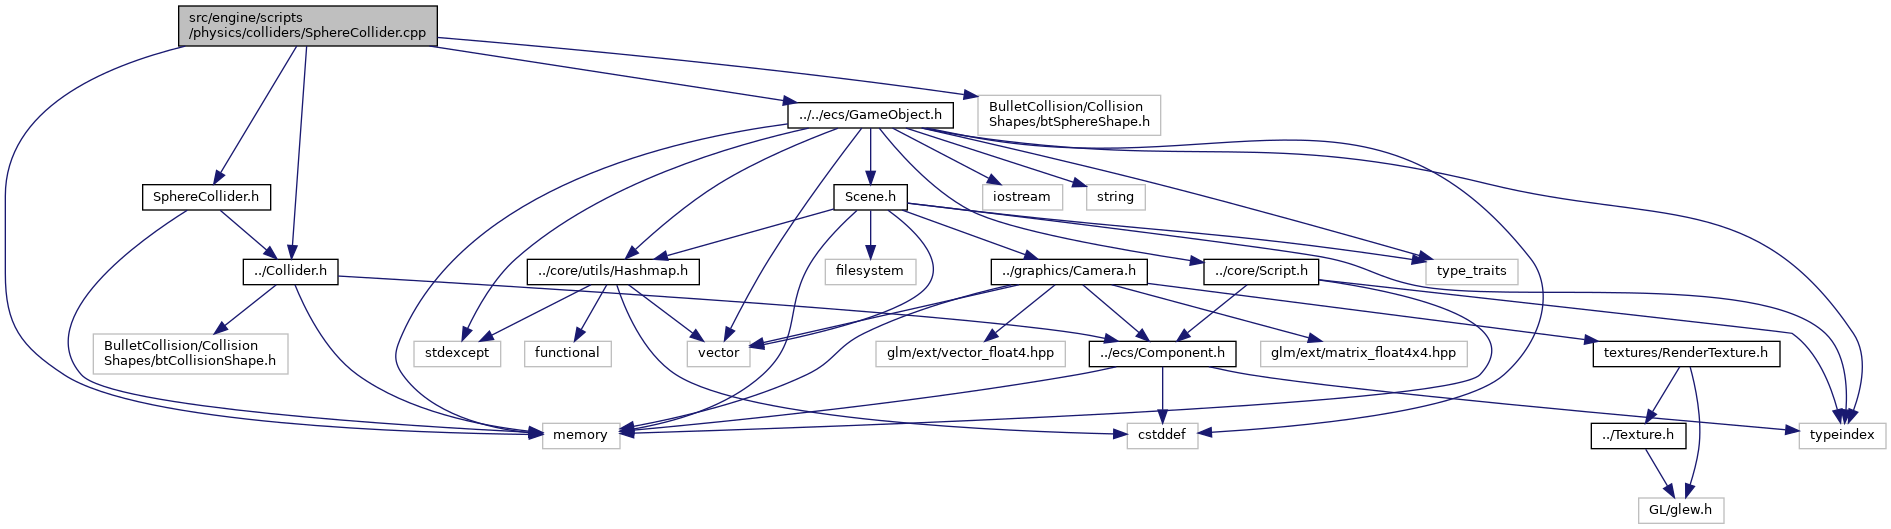 src/engine/scripts
/physics/colliders/SphereCollider.cpp
../../ecs/GameObject.h
BulletCollision/Collision
Shapes/btSphereShape.h
SphereCollider.h
Scene.h
iostream
string
../Collider.h
../core/utils/Hashmap.h
filesystem
../graphics/Camera.h
../core/Script.h
type_traits
BulletCollision/Collision
Shapes/btCollisionShape.h
stdexcept
functional
vector
glm/ext/vector_float4.hpp
../ecs/Component.h
glm/ext/matrix_float4x4.hpp
textures/RenderTexture.h
memory
cstddef
../Texture.h
typeindex
GL/glew.h